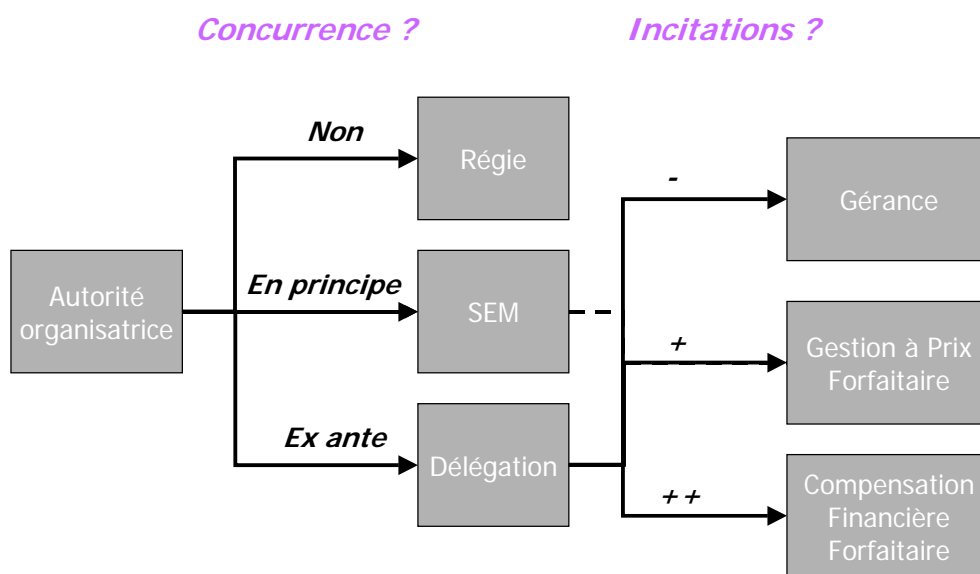 Concurrence ?
Incitations ?
Non
Régie
-
Gérance
Autorité
organisatrice
En principe
SEM
+
Gestion à Prix
Forfaitaire
Ex ante
Délégation
++
Compensation
Financière
Forfaitaire